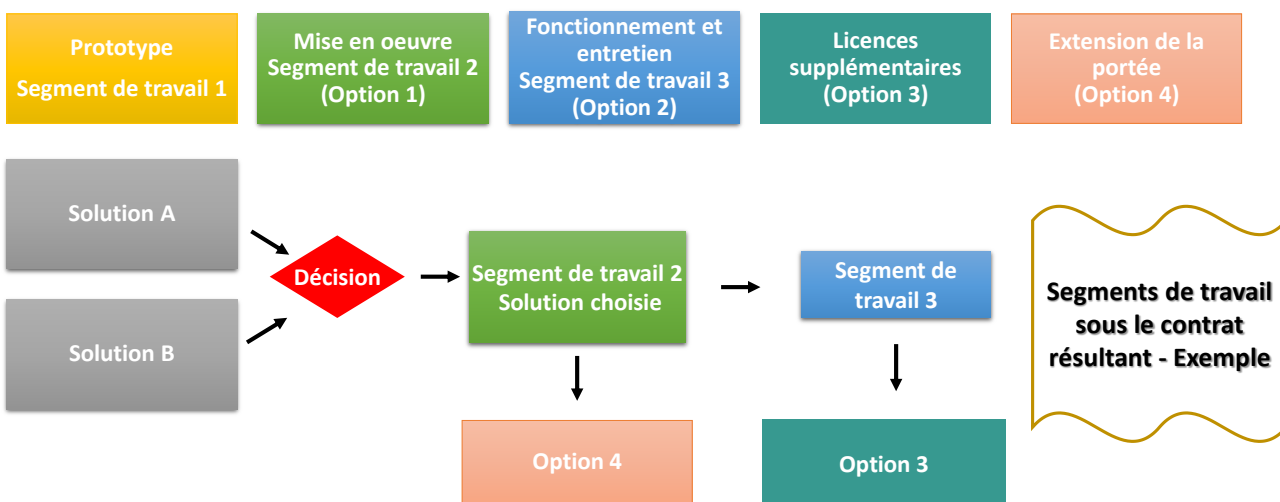 Prototype
Segment de travail 1
Mise en oeuvre
Segment de travail 2
(Option 1)
Fonctionnement et
entretien
Segment de travail 3
(Option 2)
Licences
supplémentaires
(Option 3)
Extension de la
portée
(Option 4)
Solution A
Solution B
Décision
Segment de travail 2
Solution choisie
Segment de
travail 3
Segments de travail
sous le contrat
résultant - Exemple
Option 4
Option 3